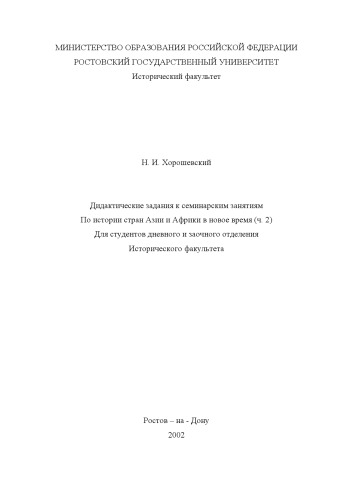 МИНИСТЕРСТВО ОБРАЗОВАНИЯ РОССИЙСКОЙ ФЕДЕРАЦИИ
РОСТОВСКИЙ ГОСУДАРСТВЕННЫЙ УНИВЕРСИТЕТ
Исторический факультет
Н. И. Хорошевский
Дидактические задания к семинарским занятиям
По истории стран Азии и Африки в новое время (ч. 2)
Для студентов дневного и заочного отделения
Исторического факультета
Ростов – на - Дону
2002